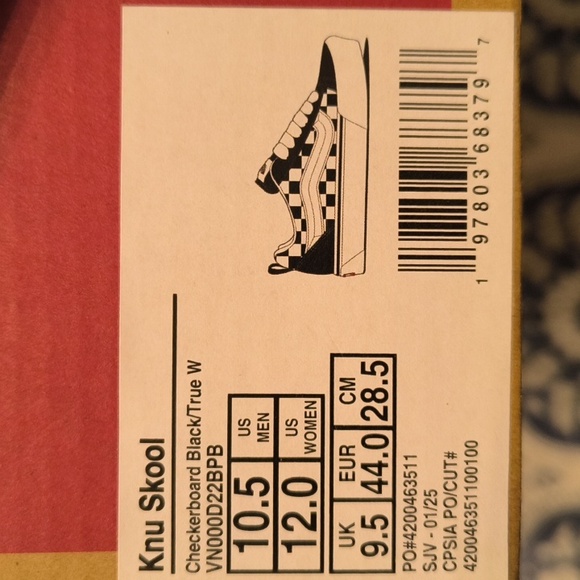 Knu Skool
Checkerboard Black/True W
VN000D22BPB
10.5 US MEN
12.0 US WOMEN
UK EUR CM
9.5 44.0 28.5
PO#4200463511
SJV - 01/25
CPSIA PO/CUT#
420046351100100
1 97803 68379 7